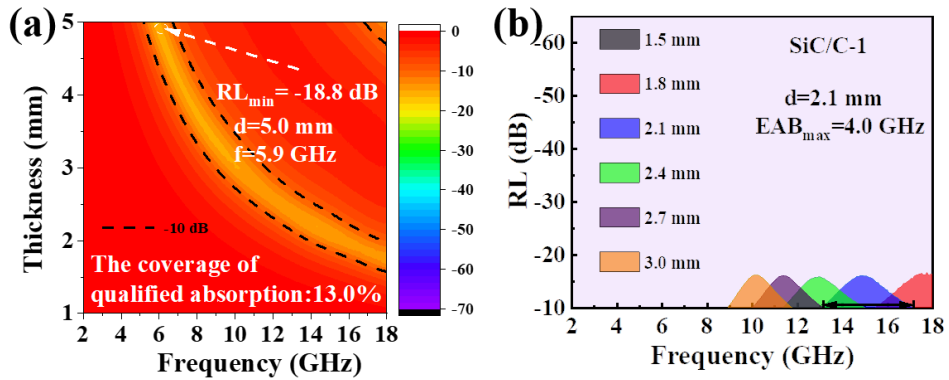 (a)
5
4
3
2
1
Thickness (mm)
RLmin= -18.8 dB
d=5.0 mm
f=5.9 GHz
-10 dB
The coverage of
qualified absorption:13.0%
2 4 6 8 10 12 14 16 18
Frequency (GHz)
0
-10
-20
-30
-40
-50
-60
-70
(b)
-60
-50
-40
-30
-20
-10
RL (dB)
1.5 mm
1.8 mm
2.1 mm
2.4 mm
2.7 mm
3.0 mm
SiC/C-1
d=2.1 mm
EABmax=4.0 GHz
2 4 6 8 10 12 14 16 18
Frequency (GHz)